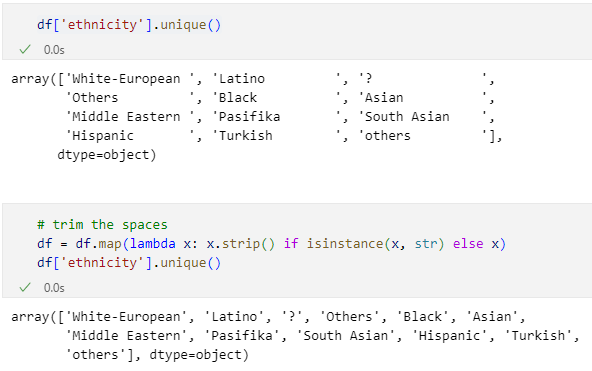 df['ethnicity'].unique()
✓ 0.0s
array(['White-European ', 'Latino         ', '?              ',
       'Others         ', 'Black          ', 'Asian          ',
       'Middle Eastern ', 'Pasifika       ', 'South Asian    ',
       'Hispanic       ', 'Turkish        ', 'others         '],
      dtype=object)
# trim the spaces
df = df.map(lambda x: x.strip() if isinstance(x, str) else x)
df['ethnicity'].unique()
✓ 0.0s
array(['White-European', 'Latino', '?', 'Others', 'Black', 'Asian',
       'Middle Eastern', 'Pasifika', 'South Asian', 'Hispanic', 'Turkish',
       'others'], dtype=object)